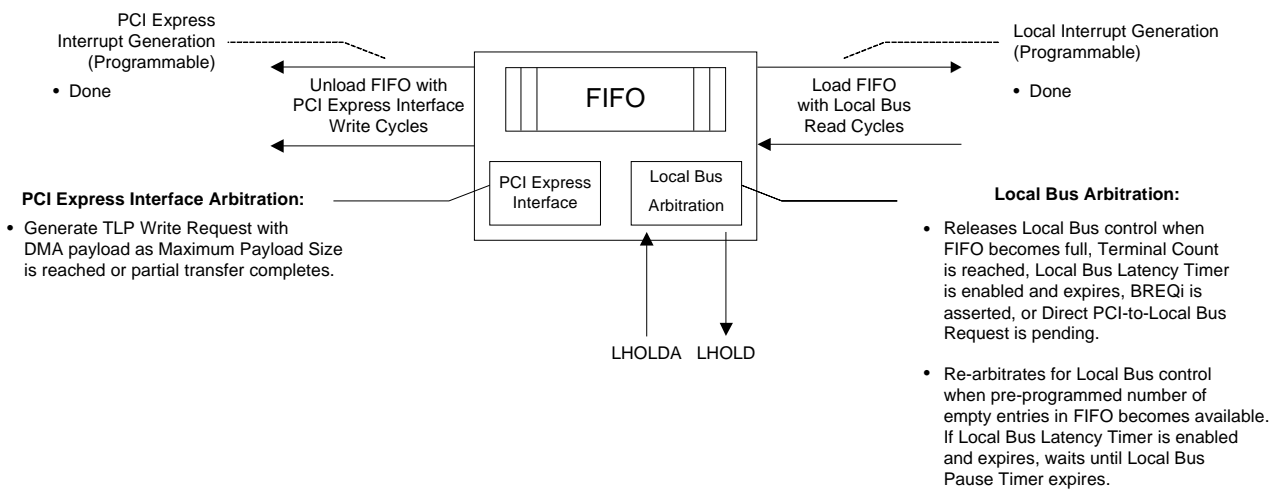 PCI Express
Interrupt Generation
(Programmable)
• Done
Unload FIFO with
PCI Express Interface
Write Cycles
FIFO
Load FIFO
with Local Bus
Read Cycles
Local Interrupt Generation
(Programmable)
• Done
PCI Express Interface Arbitration:
• Generate TLP Write Request with
DMA payload as Maximum Payload Size
is reached or partial transfer completes.
PCI Express
Interface
Local Bus
Arbitration
LHOLDA
LHOLD
Local Bus Arbitration:
• Releases Local Bus control when
FIFO becomes full, Terminal Count
is reached, Local Bus Latency Timer
is enabled and expires, BREQi is
asserted, or Direct PCI-to-Local Bus
Request is pending.
• Re-arbitrates for Local Bus control
when pre-programmed number of
empty entries in FIFO becomes available.
If Local Bus Latency Timer is enabled
and expires, waits until Local Bus
Pause Timer expires.